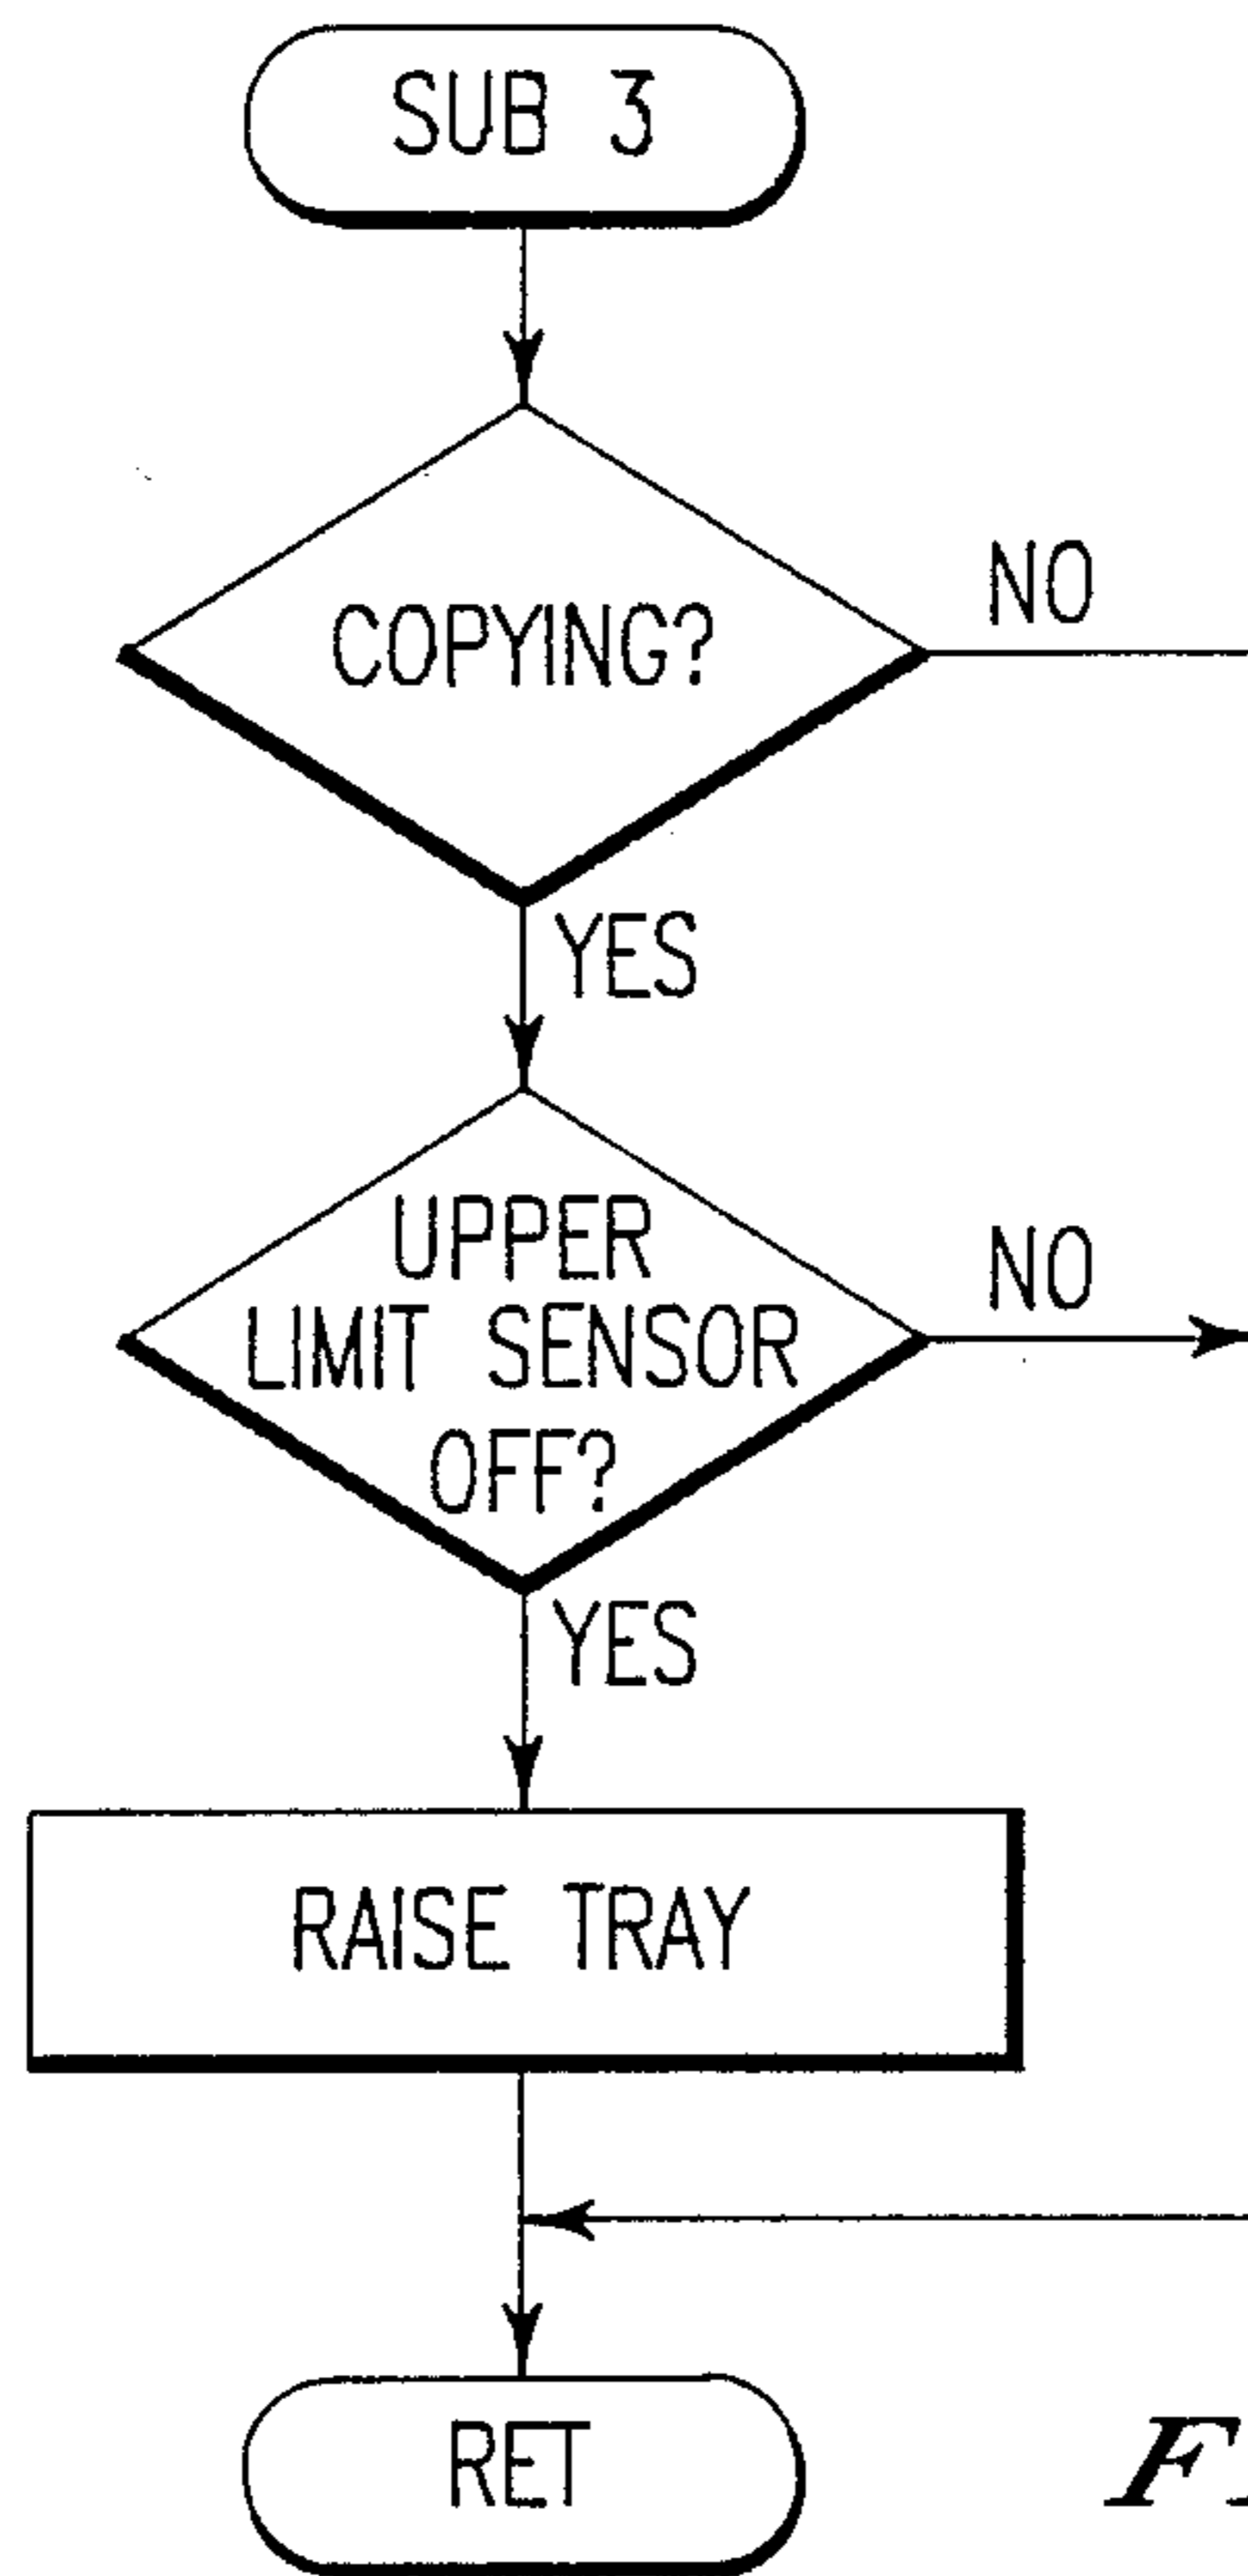 SUB 3
COPYING?
NO
YES
UPPER
LIMIT SENSOR
OFF?
NO
YES
RAISE TRAY
RET